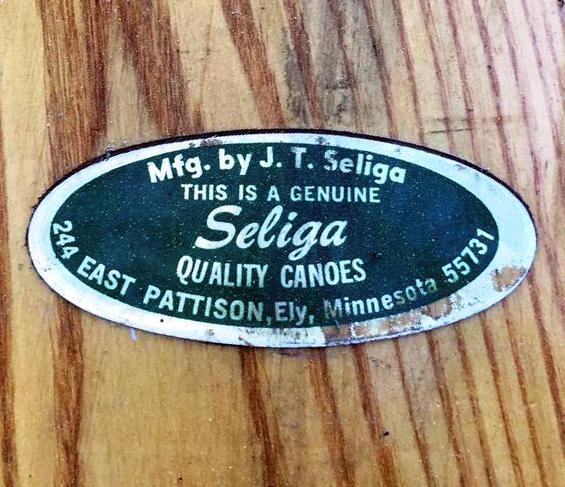 Mfg. by J. T. Seliga
THIS IS A GENUINE
Seliga
QUALITY CANOES
244 EAST PATTISON, Ely, Minnesota 55731